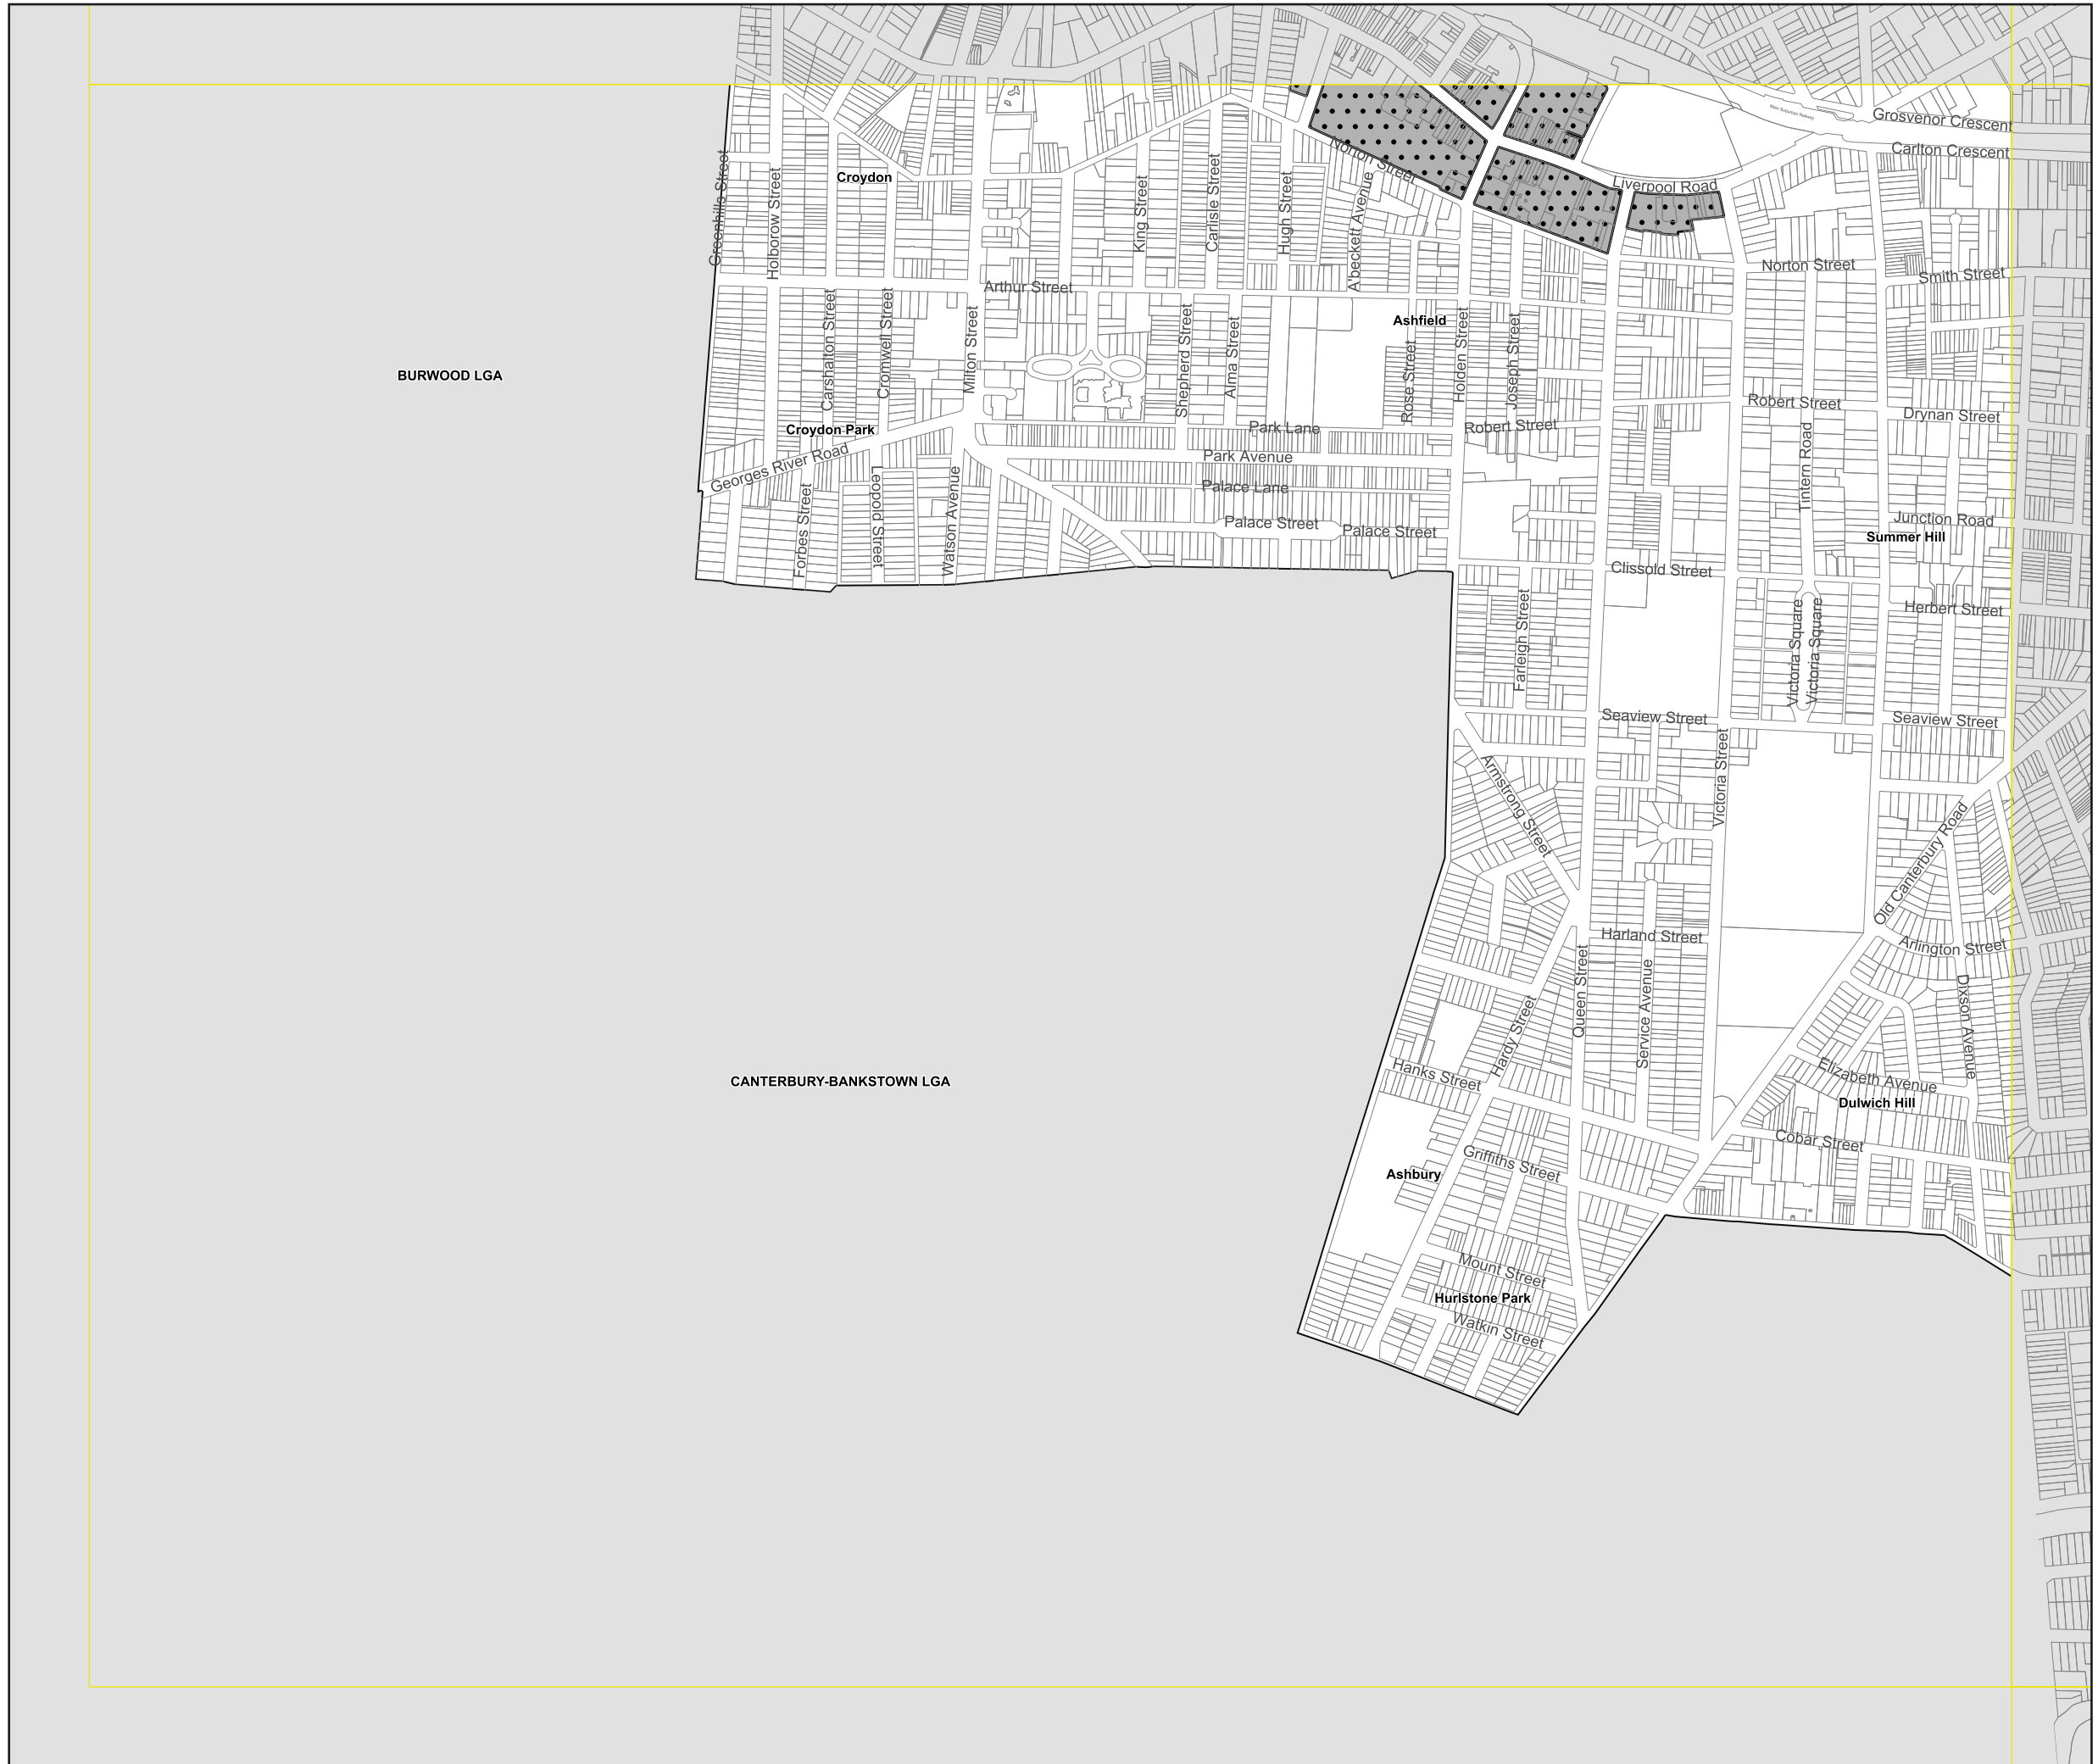 Main Suburban Railway
Grosvenor Crescent
Carlton Crescent
Norton Street
Croydon
Liverpool Road
Greenhills Street
Holborow Street
King Street
Carlisle Street
Hugh Street
A'beckett Avenue
Norton Street
Smith Street
Arthur Street
Ashfield
Carshalton Street
Cromwell Street
Milton Street
Shepherd Street
Alma Street
Rose Street
Holden Street
Joseph Street
BURWOOD LGA
Robert Street
Drynan Street
Croydon Park
Park Lane
Robert Street
Georges River Road
Park Avenue
Tintern Road
Palace Lane
Forbes Street
Leopold Street
Watson Avenue
Palace Street
Palace Street
Junction Road
Summer Hill
Clissold Street
Farleigh Street
Herbert Street
Victoria Square
Victoria Square
Seaview Street
Seaview Street
Armstrong Street
Victoria Street
Old Canterbury Road
Harland Street
Arlington Street
Queen Street
Service Avenue
Dixson Avenue
Hardy Street
Hanks Street
Elizabeth Avenue
CANTERBURY-BANKSTOWN LGA
Dulwich Hill
Cobar Street
Ashbury
Griffiths Street
Mount Street
Hurlstone Park
Watkin Street